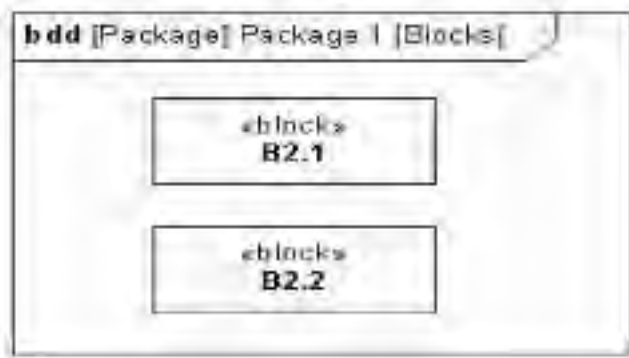 bdd [Package] Package 1 [Blocks[
«block»
B2.1
«block»
B2.2